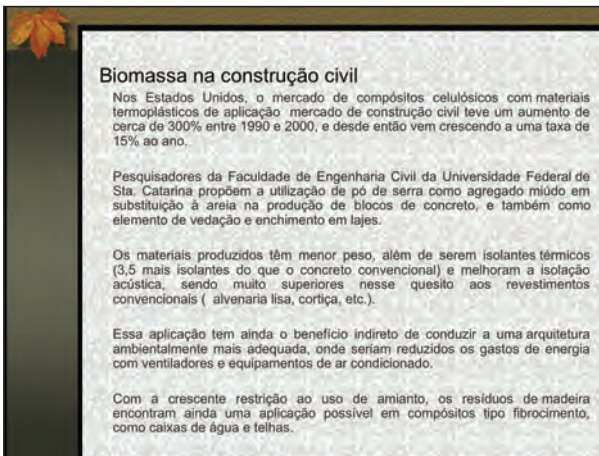 Biomassa na construção civil
Nos Estados Unidos, o mercado de compósitos celulósicos com materiais
termoplásticos de aplicação mercado de construção civil teve um aumento de
cerca de 300% entre 1990 e 2000, e desde então vem crescendo a uma taxa de
15% ao ano.
Pesquisadores da Faculdade de Engenharia Civil da Universidade Federal de
Sta. Catarina propõem a utilização de pó de serra como agregado miúdo em
substituição à areia na produção de blocos de concreto, e também como
elemento de vedação e enchimento em lajes.
Os materiais produzidos têm menor peso, além de serem isolantes térmicos
(3,5 mais isolantes do que o concreto convencional) e melhoram a isolação
acústica, sendo muito superiores nesse quesito aos revestimentos
convencionais ( alvenaria lisa, cortiça, etc.).
Essa aplicação tem ainda o benefício indireto de conduzir a uma arquitetura
ambientalmente mais adequada, onde seriam reduzidos os gastos de energia
com ventiladores e equipamentos de ar condicionado.
Com a crescente restrição ao uso de amianto, os resíduos de madeira
encontram ainda uma aplicação possível em compósitos tipo fibrocimento,
como caixas de água e telhas.